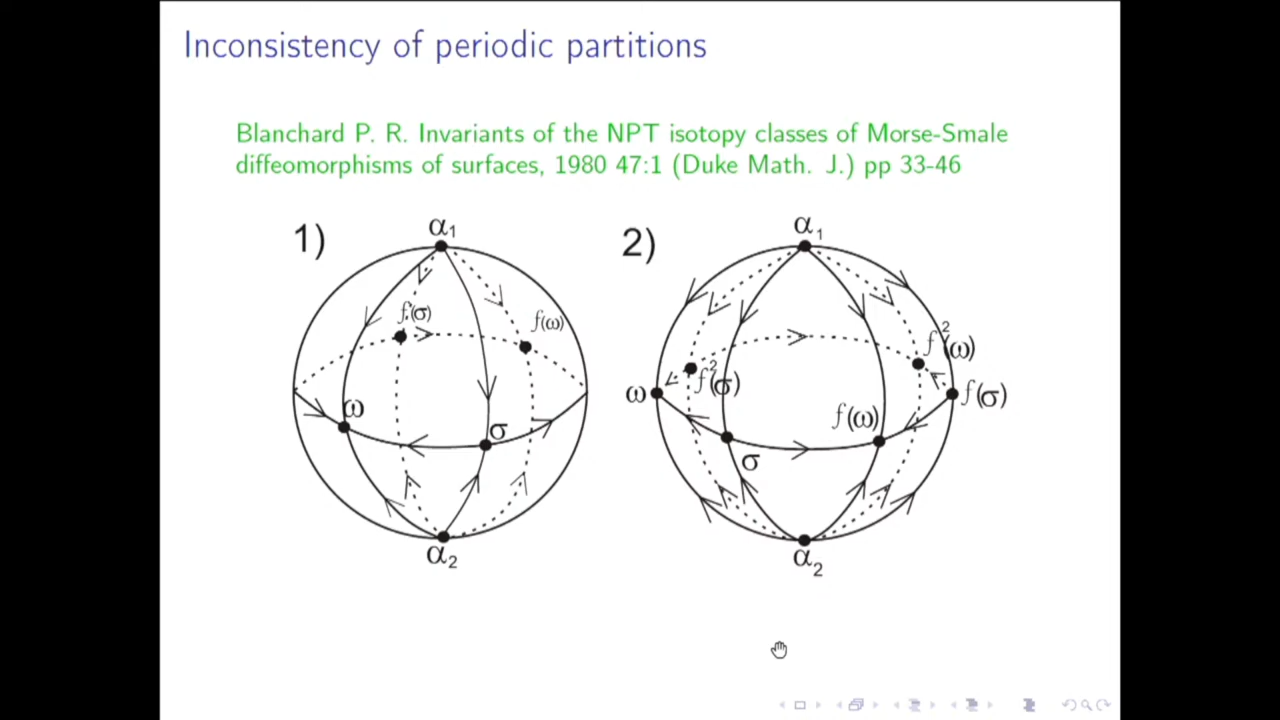 Inconsistency of periodic partitions
Blanchard P. R. Invariants of the NPT isotopy classes of Morse-Smale
diffeomorphisms of surfaces, 1980 47:1 (Duke Math. J.) pp 33-46
1)
α₁
f(σ)
f(ω)
ω
σ
α₂
2)
α₁
f²(ω)
f²(σ)
ω
f(σ)
f(ω)
σ
α₂